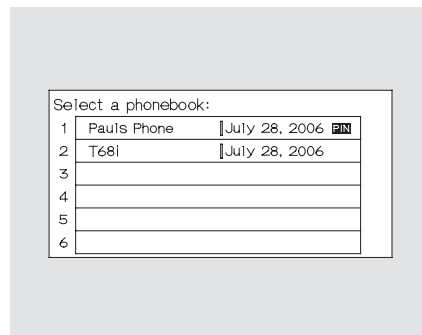 Select a phonebook:
1 Pauls Phone July 28, 2006 PIN
2 T68i July 28, 2006
3
4
5
6